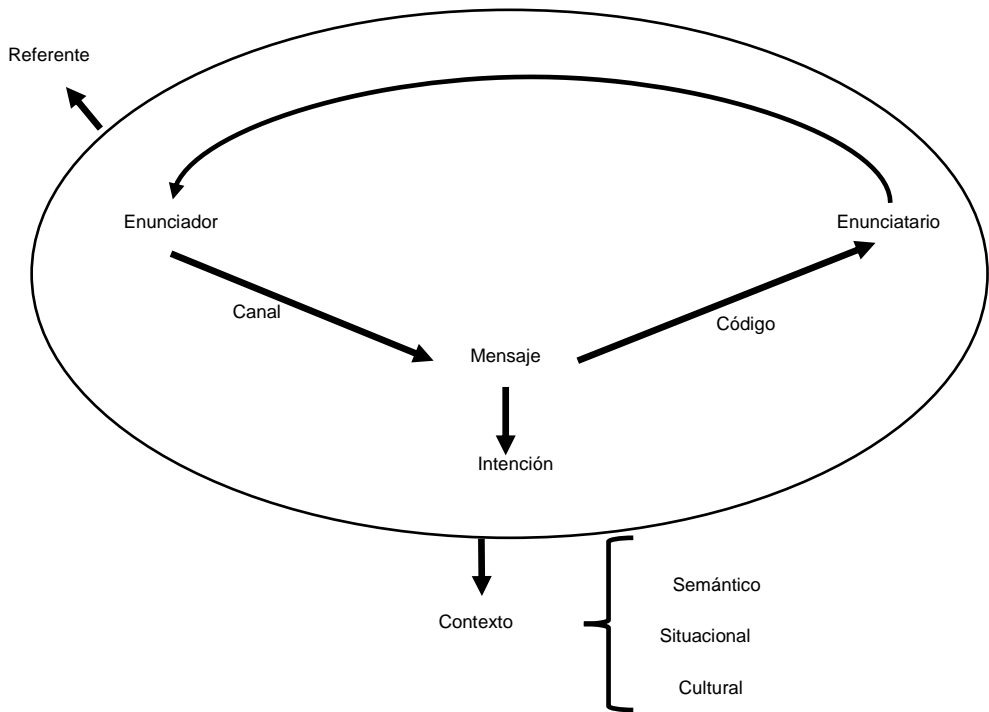 Referente
Enunciador
Enunciatario
Canal
Código
Mensaje
Intención
Semántico
Contexto
Situacional
Cultural